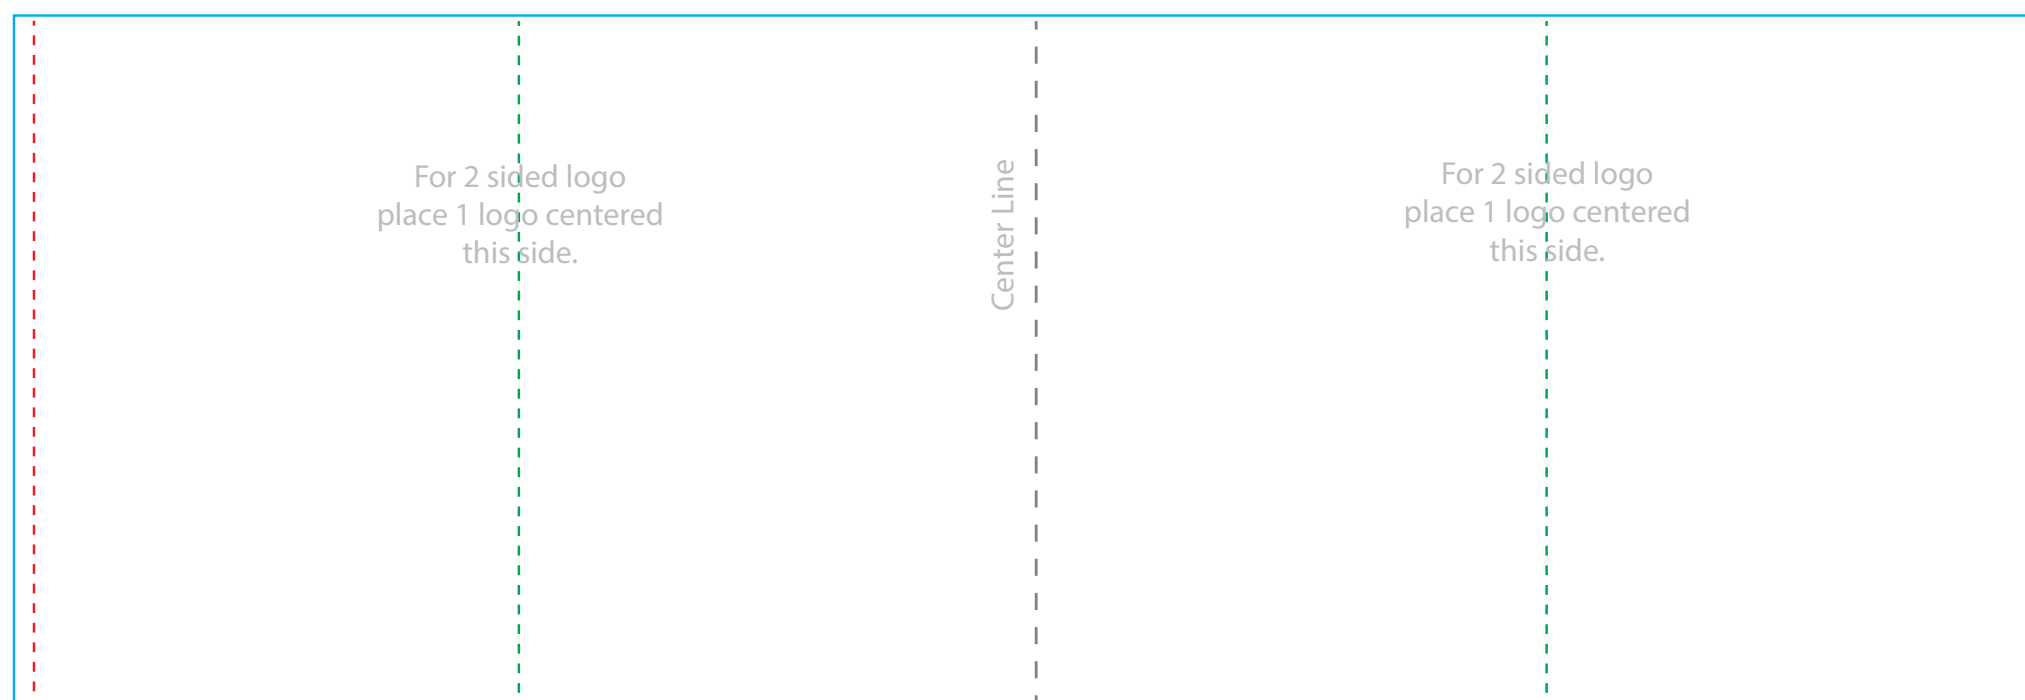 For 2 sided logo
place 1 logo centered
this side.
Center Line
For 2 sided logo
place 1 logo centered
this side.